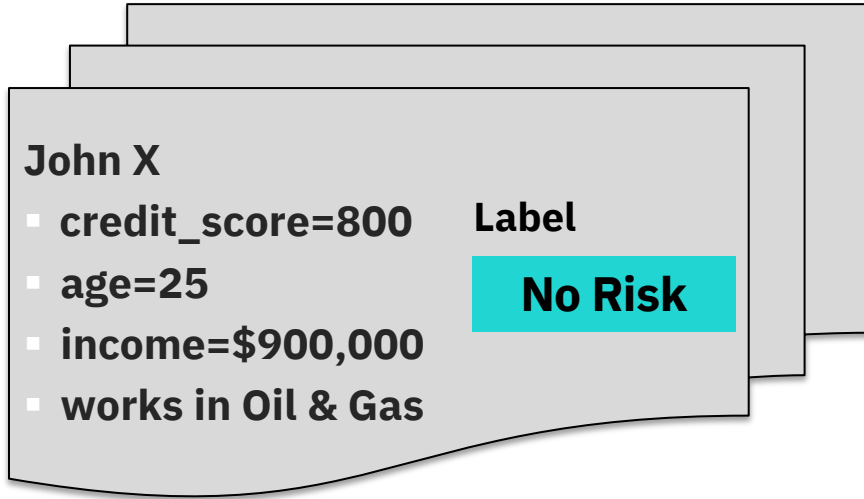 John X
credit_score=800
age=25
income=$900,000
works in Oil & Gas
Label
No Risk